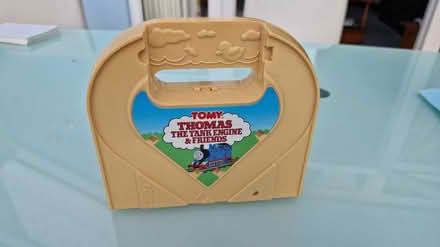 TOMY
THOMAS
THE TANK ENGINE
& FRIENDS